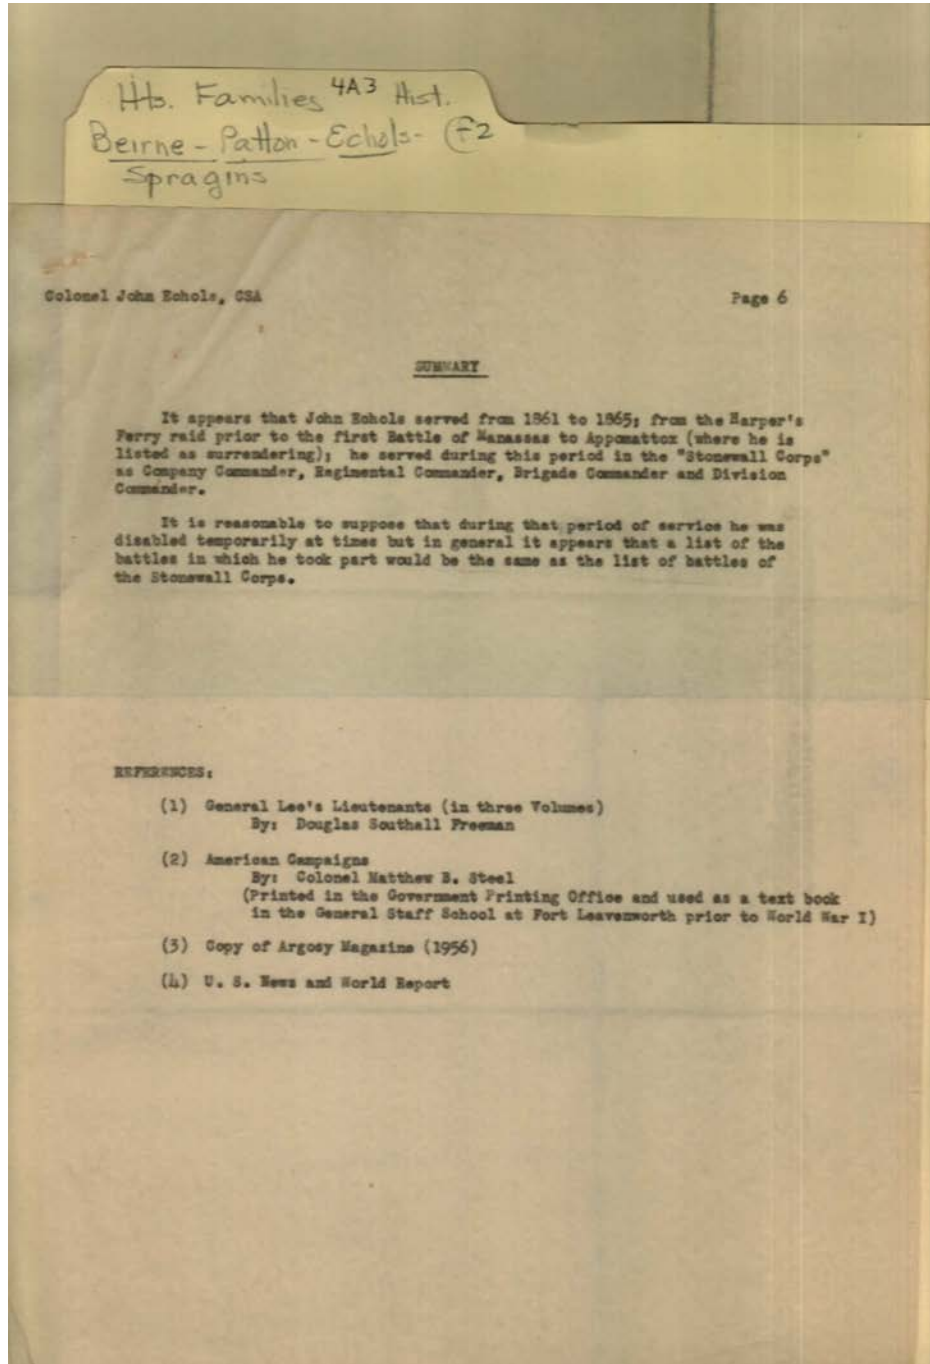 Hts. Families 4A3 Hist.
Beirne - Patton - Echols - F2
Spragins
Colonel John Echols, CSA Page 6
SUMMARY
It appears that John Echols served from 1861 to 1865; from the Harper's
Ferry raid prior to the first Battle of Manassas to Appomattox (where he is
listed as surrendering); he served during this period in the "Stonewall Corps"
as Company Commander, Regimental Commander, Brigade Commander and Division
Commander.
It is reasonable to suppose that during that period of service he was
disabled temporarily at times but in general it appears that a list of the
battles in which he took part would be the same as the list of battles of
the Stonewall Corps.
REFERENCES:
(1) General Lee's Lieutenants (in three Volumes)
By: Douglas Southall Freeman
(2) American Campaigns
By: Colonel Matthew B. Steel
(Printed in the Government Printing Office and used as a text book
in the General Staff School at Fort Leavenworth prior to World War I)
(3) Copy of Argosy Magazine (1956)
(4) U. S. News and World Report